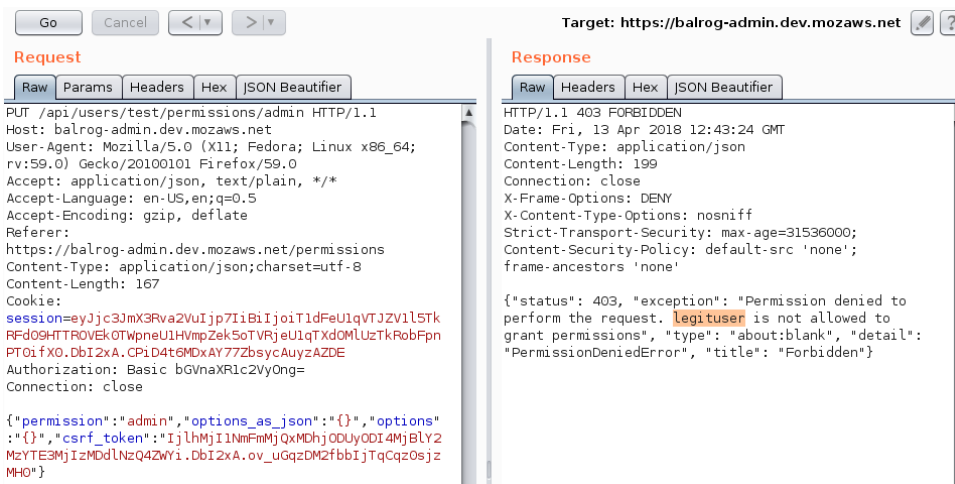 Go Cancel < > Target: https://balrog-admin.dev.mozaws.net ?
Request
Raw Params Headers Hex JSON Beautifier
PUT /api/users/test/permissions/admin HTTP/1.1
Host: balrog-admin.dev.mozaws.net
User-Agent: Mozilla/5.0 (X11; Fedora; Linux x86_64;
rv:59.0) Gecko/20100101 Firefox/59.0
Accept: application/json, text/plain, */*
Accept-Language: en-US,en;q=0.5
Accept-Encoding: gzip, deflate
Referer:
https://balrog-admin.dev.mozaws.net/permissions
Content-Type: application/json;charset=utf-8
Content-Length: 167
Cookie:
session=eyJjc3JmX3Rva2VuIjp7IiBiIjoiT1dFeU1qVTJZV1l5Tk
RFd09HTTROVEk0TWpneU1HVmpZek5oTVRjeU1qTXdOMlUzTkRobFpn
PT0ifX0.DbI2xA.CPiD4t6MDxAY77ZbsycAuyzAZDE
Authorization: Basic bGVnaXR1c2VyOng=
Connection: close
{"permission":"admin","options_as_json":"{}","options"
:"{}","csrf_token":"IjlhMjI1NmFmMjQxMDhjODUyODI4MjBlY2
MzYTE3MjIzMDdlNzQ4ZWYi.DbI2xA.ov_uGqzDM2fbbIjTqCqz0sjz
MH0"}
Response
Raw Headers Hex JSON Beautifier
HTTP/1.1 403 FORBIDDEN
Date: Fri, 13 Apr 2018 12:43:24 GMT
Content-Type: application/json
Content-Length: 199
Connection: close
X-Frame-Options: DENY
X-Content-Type-Options: nosniff
Strict-Transport-Security: max-age=31536000;
Content-Security-Policy: default-src 'none';
frame-ancestors 'none'
{"status": 403, "exception": "Permission denied to
perform the request. legituser is not allowed to
grant permissions", "type": "about:blank", "detail":
"PermissionDeniedError", "title": "Forbidden"}